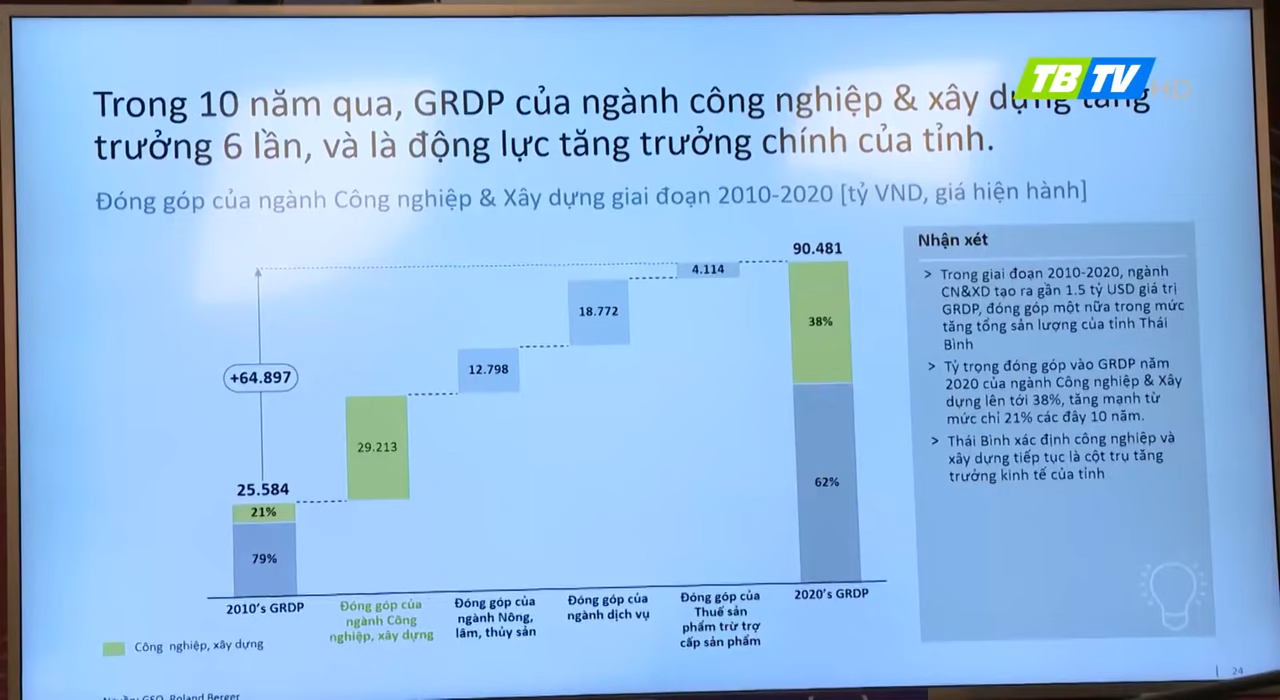 TBTV
HD
Trong 10 năm qua, GRDP của ngành công nghiệp & xây dựng tăng
trưởng 6 lần, và là động lực tăng trưởng chính của tỉnh.
Đóng góp của ngành Công nghiệp & Xây dựng giai đoạn 2010-2020 [tỷ VND, giá hiện hành]
90.481
4.114
18.772
38%
12.798
+64.897
29.213
25.584
21%
62%
79%
2010's GRDP
Đóng góp của
ngành Công
nghiệp, xây dựng
Đóng góp của
ngành Nông,
lâm, thủy sản
Đóng góp của
ngành dịch vụ
Đóng góp của
Thuế sản
phẩm trừ trợ
cấp sản phẩm
2020's GRDP
Công nghiệp, xây dựng
Nhận xét
> Trong giai đoạn 2010-2020, ngành
CN&XD tạo ra gần 1.5 tỷ USD giá trị
GRDP, đóng góp một nữa trong mức
tăng tổng sản lượng của tỉnh Thái
Bình
> Tỷ trọng đóng góp vào GRDP năm
2020 của ngành Công nghiệp & Xây
dựng lên tới 38%, tăng mạnh từ
mức chỉ 21% các đây 10 năm.
> Thái Bình xác định công nghiệp và
xây dựng tiếp tục là cột trụ tăng
trưởng kinh tế của tỉnh
Nguồn: GSO, Roland Berger
24